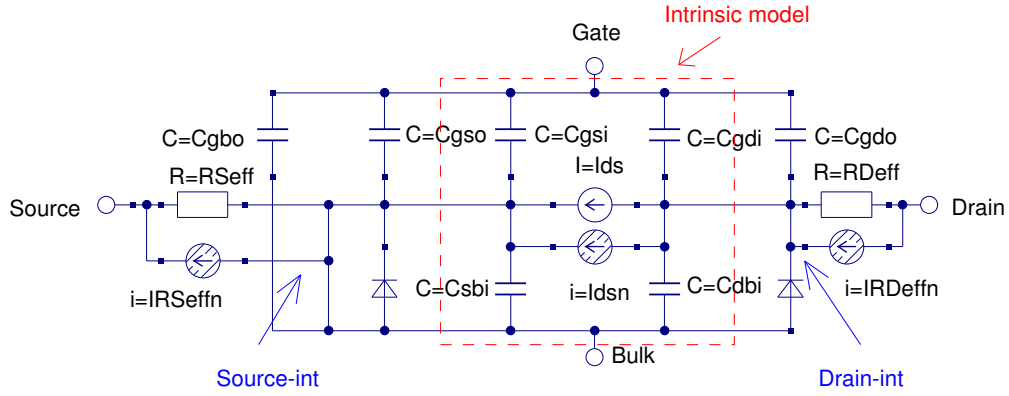 Intrinsic model
Gate
C=Cgbo
C=Cgso
C=Cgsi
C=Cgdi
C=Cgdo
R=RSeff
I=Ids
R=RDeff
Source
Drain
i=IRSeffn
C=Csbi
i=Idsn
C=Cdbi
i=IRDeffn
Bulk
Source-int
Drain-int